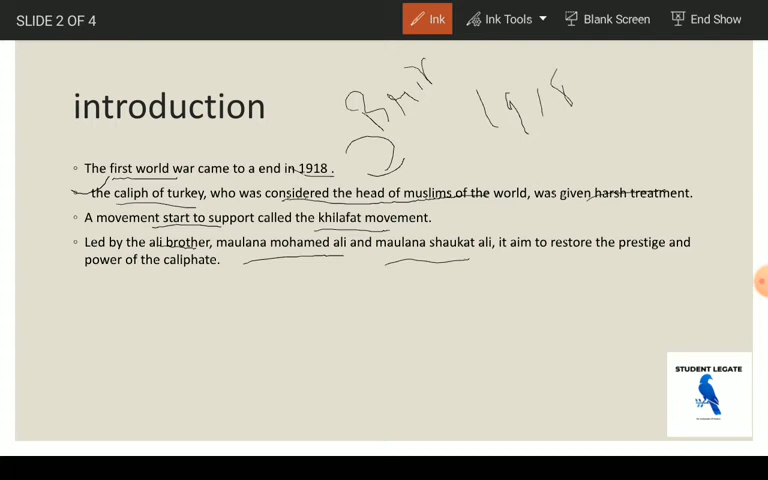 SLIDE 2 OF 4
Ink
Ink Tools
Blank Screen
End Show
1918
introduction
The first world war came to a end in 1918 .
the caliph of turkey, who was considered the head of muslims of the world, was given harsh treatment.
A movement start to support called the khilafat movement.
Led by the ali brother, maulana mohamed ali and maulana shaukat ali, it aim to restore the prestige and
power of the caliphate.
STUDENT LEGATE